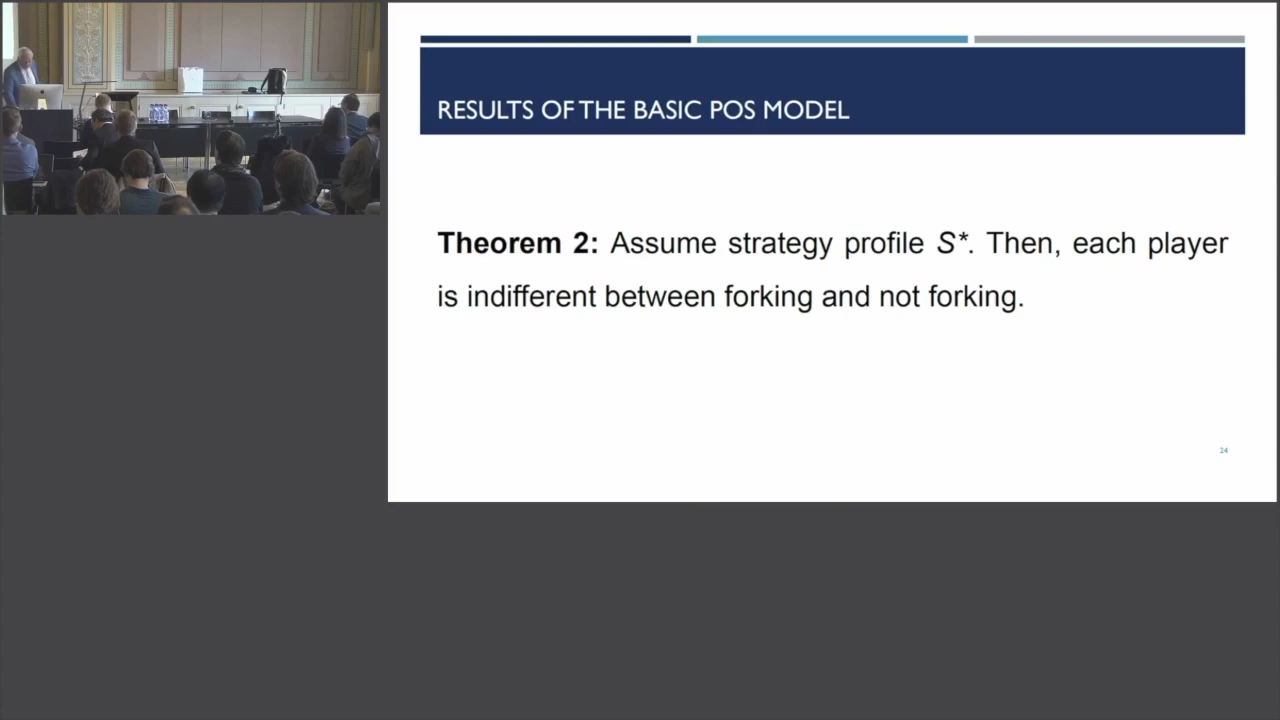 RESULTS OF THE BASIC POS MODEL
Theorem 2: Assume strategy profile S*. Then, each player
is indifferent between forking and not forking.
24